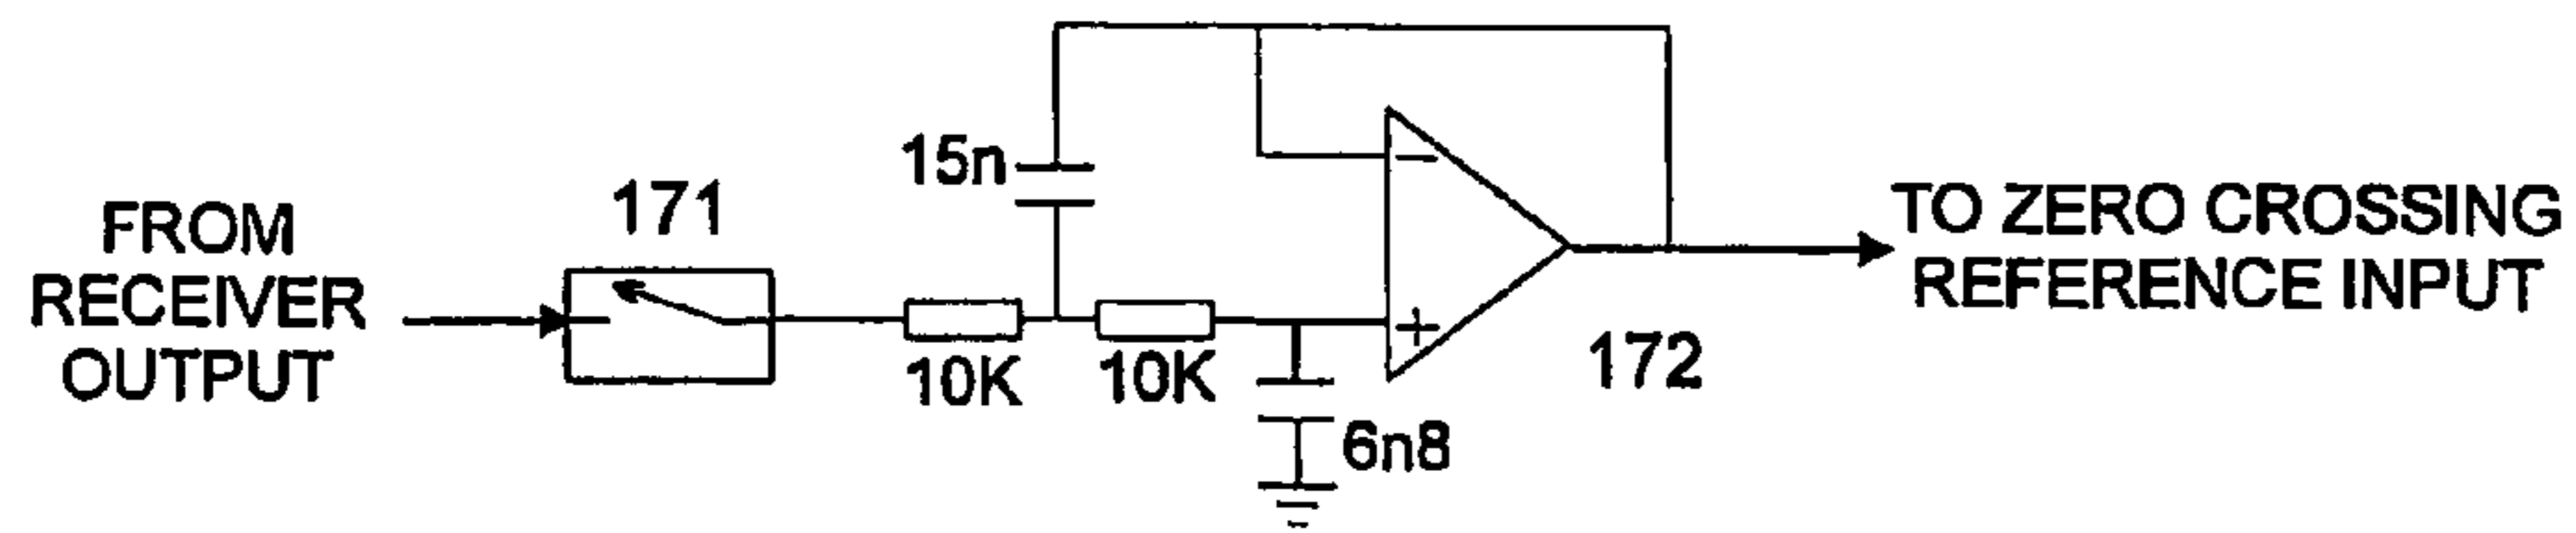 FROM
RECEIVER
OUTPUT
171
15n
10K
10K
−
+
6n8
172
TO ZERO CROSSING
REFERENCE INPUT